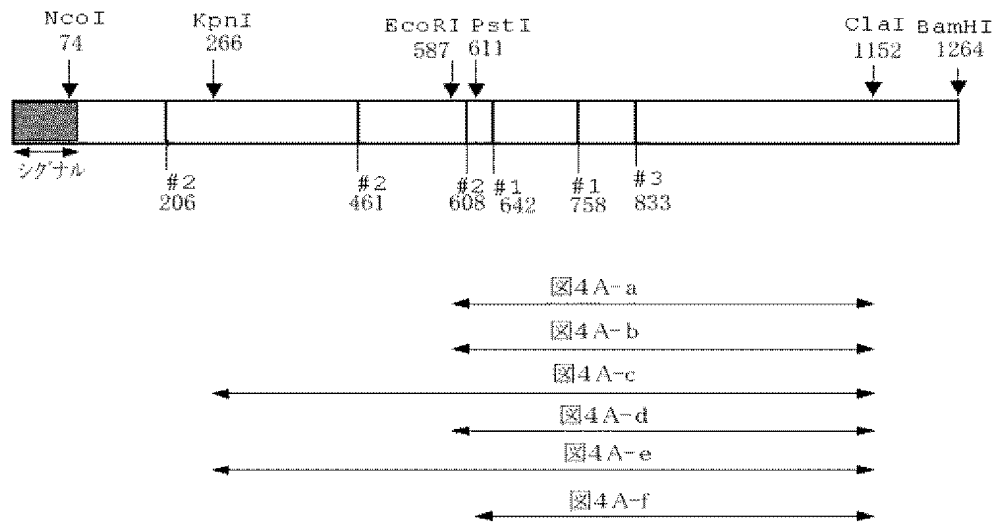 NcoI KpnI EcoRI PstI ClaI BamHI
74 266 587 611 1152 1264
シグナル #2 #2 #2 #1 #1 #3
206 461 608 642 758 833
図4A-a
図4A-b
図4A-c
図4A-d
図4A-e
図4A-f